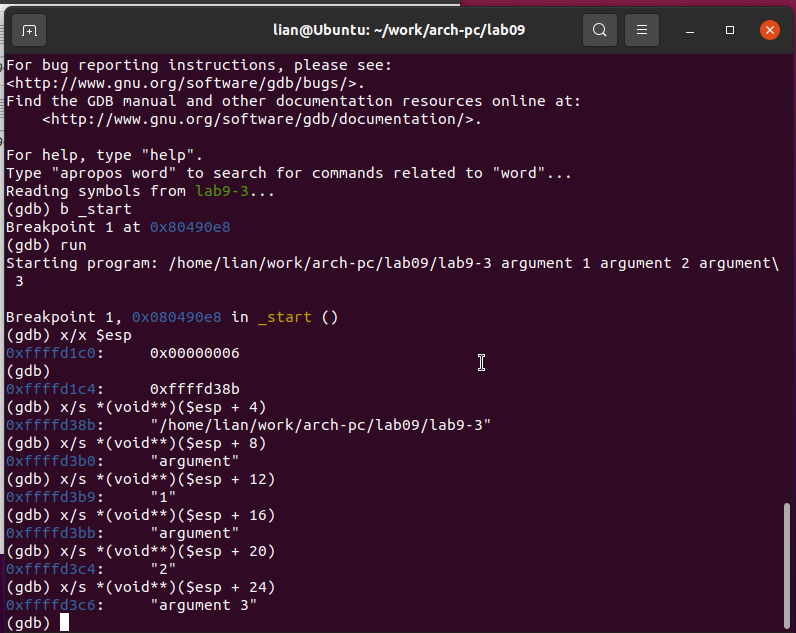 lian@Ubuntu: ~/work/arch-pc/lab09
For bug reporting instructions, please see:
<http://www.gnu.org/software/gdb/bugs/>.
Find the GDB manual and other documentation resources online at:
    <http://www.gnu.org/software/gdb/documentation/>.

For help, type "help".
Type "apropos word" to search for commands related to "word"...
Reading symbols from lab9-3...
(gdb) b _start
Breakpoint 1 at 0x80490e8
(gdb) run
Starting program: /home/lian/work/arch-pc/lab09/lab9-3 argument 1 argument 2 argument\
 3

Breakpoint 1, 0x080490e8 in _start ()
(gdb) x/x $esp
0xffffd1c0:     0x00000006
(gdb)
0xffffd1c4:     0xffffd38b
(gdb) x/s *(void**)($esp + 4)
0xffffd38b:     "/home/lian/work/arch-pc/lab09/lab9-3"
(gdb) x/s *(void**)($esp + 8)
0xffffd3b0:     "argument"
(gdb) x/s *(void**)($esp + 12)
0xffffd3b9:     "1"
(gdb) x/s *(void**)($esp + 16)
0xffffd3bb:     "argument"
(gdb) x/s *(void**)($esp + 20)
0xffffd3c4:     "2"
(gdb) x/s *(void**)($esp + 24)
0xffffd3c6:     "argument 3"
(gdb)